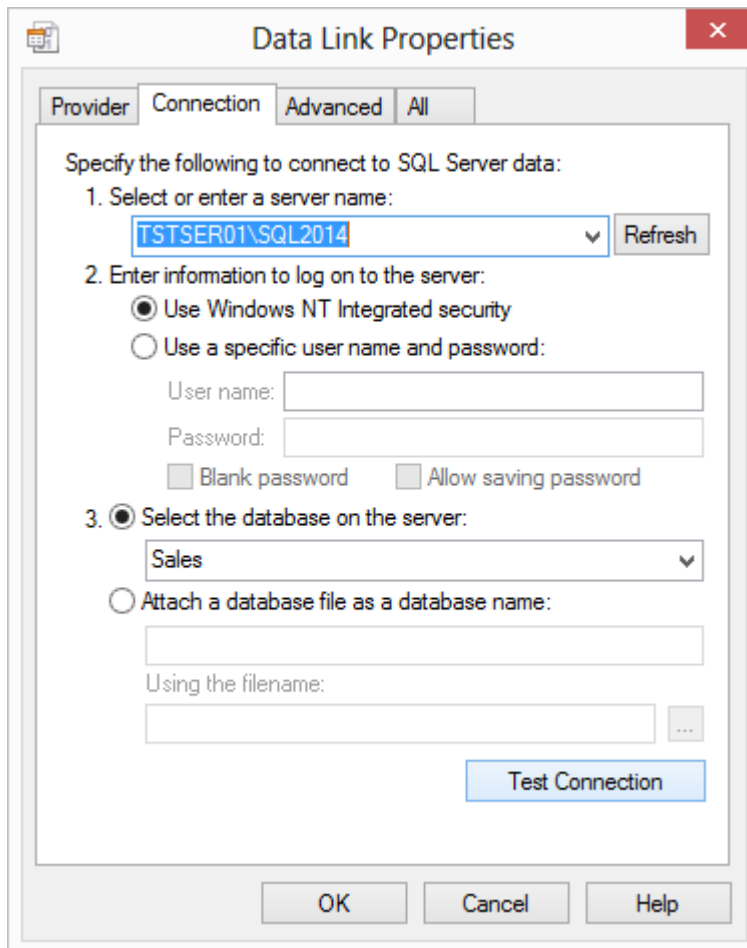 Data Link Properties
Provider Connection Advanced All
Specify the following to connect to SQL Server data:
1. Select or enter a server name:
TSTSER01\SQL2014 Refresh
2. Enter information to log on to the server:
Use Windows NT Integrated security
Use a specific user name and password:
User name:
Password:
Blank password Allow saving password
3. Select the database on the server:
Sales
Attach a database file as a database name:
Using the filename:
...
Test Connection
OK Cancel Help